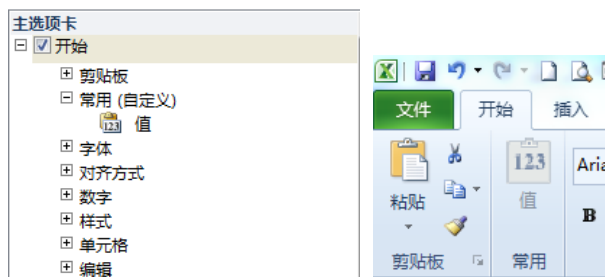 主选项卡
开始
剪贴板
常用 (自定义)
123 值
字体
对齐方式
数字
样式
单元格
编辑
文件 开始 插入
粘贴
123
值
Aria
B
剪贴板 常用